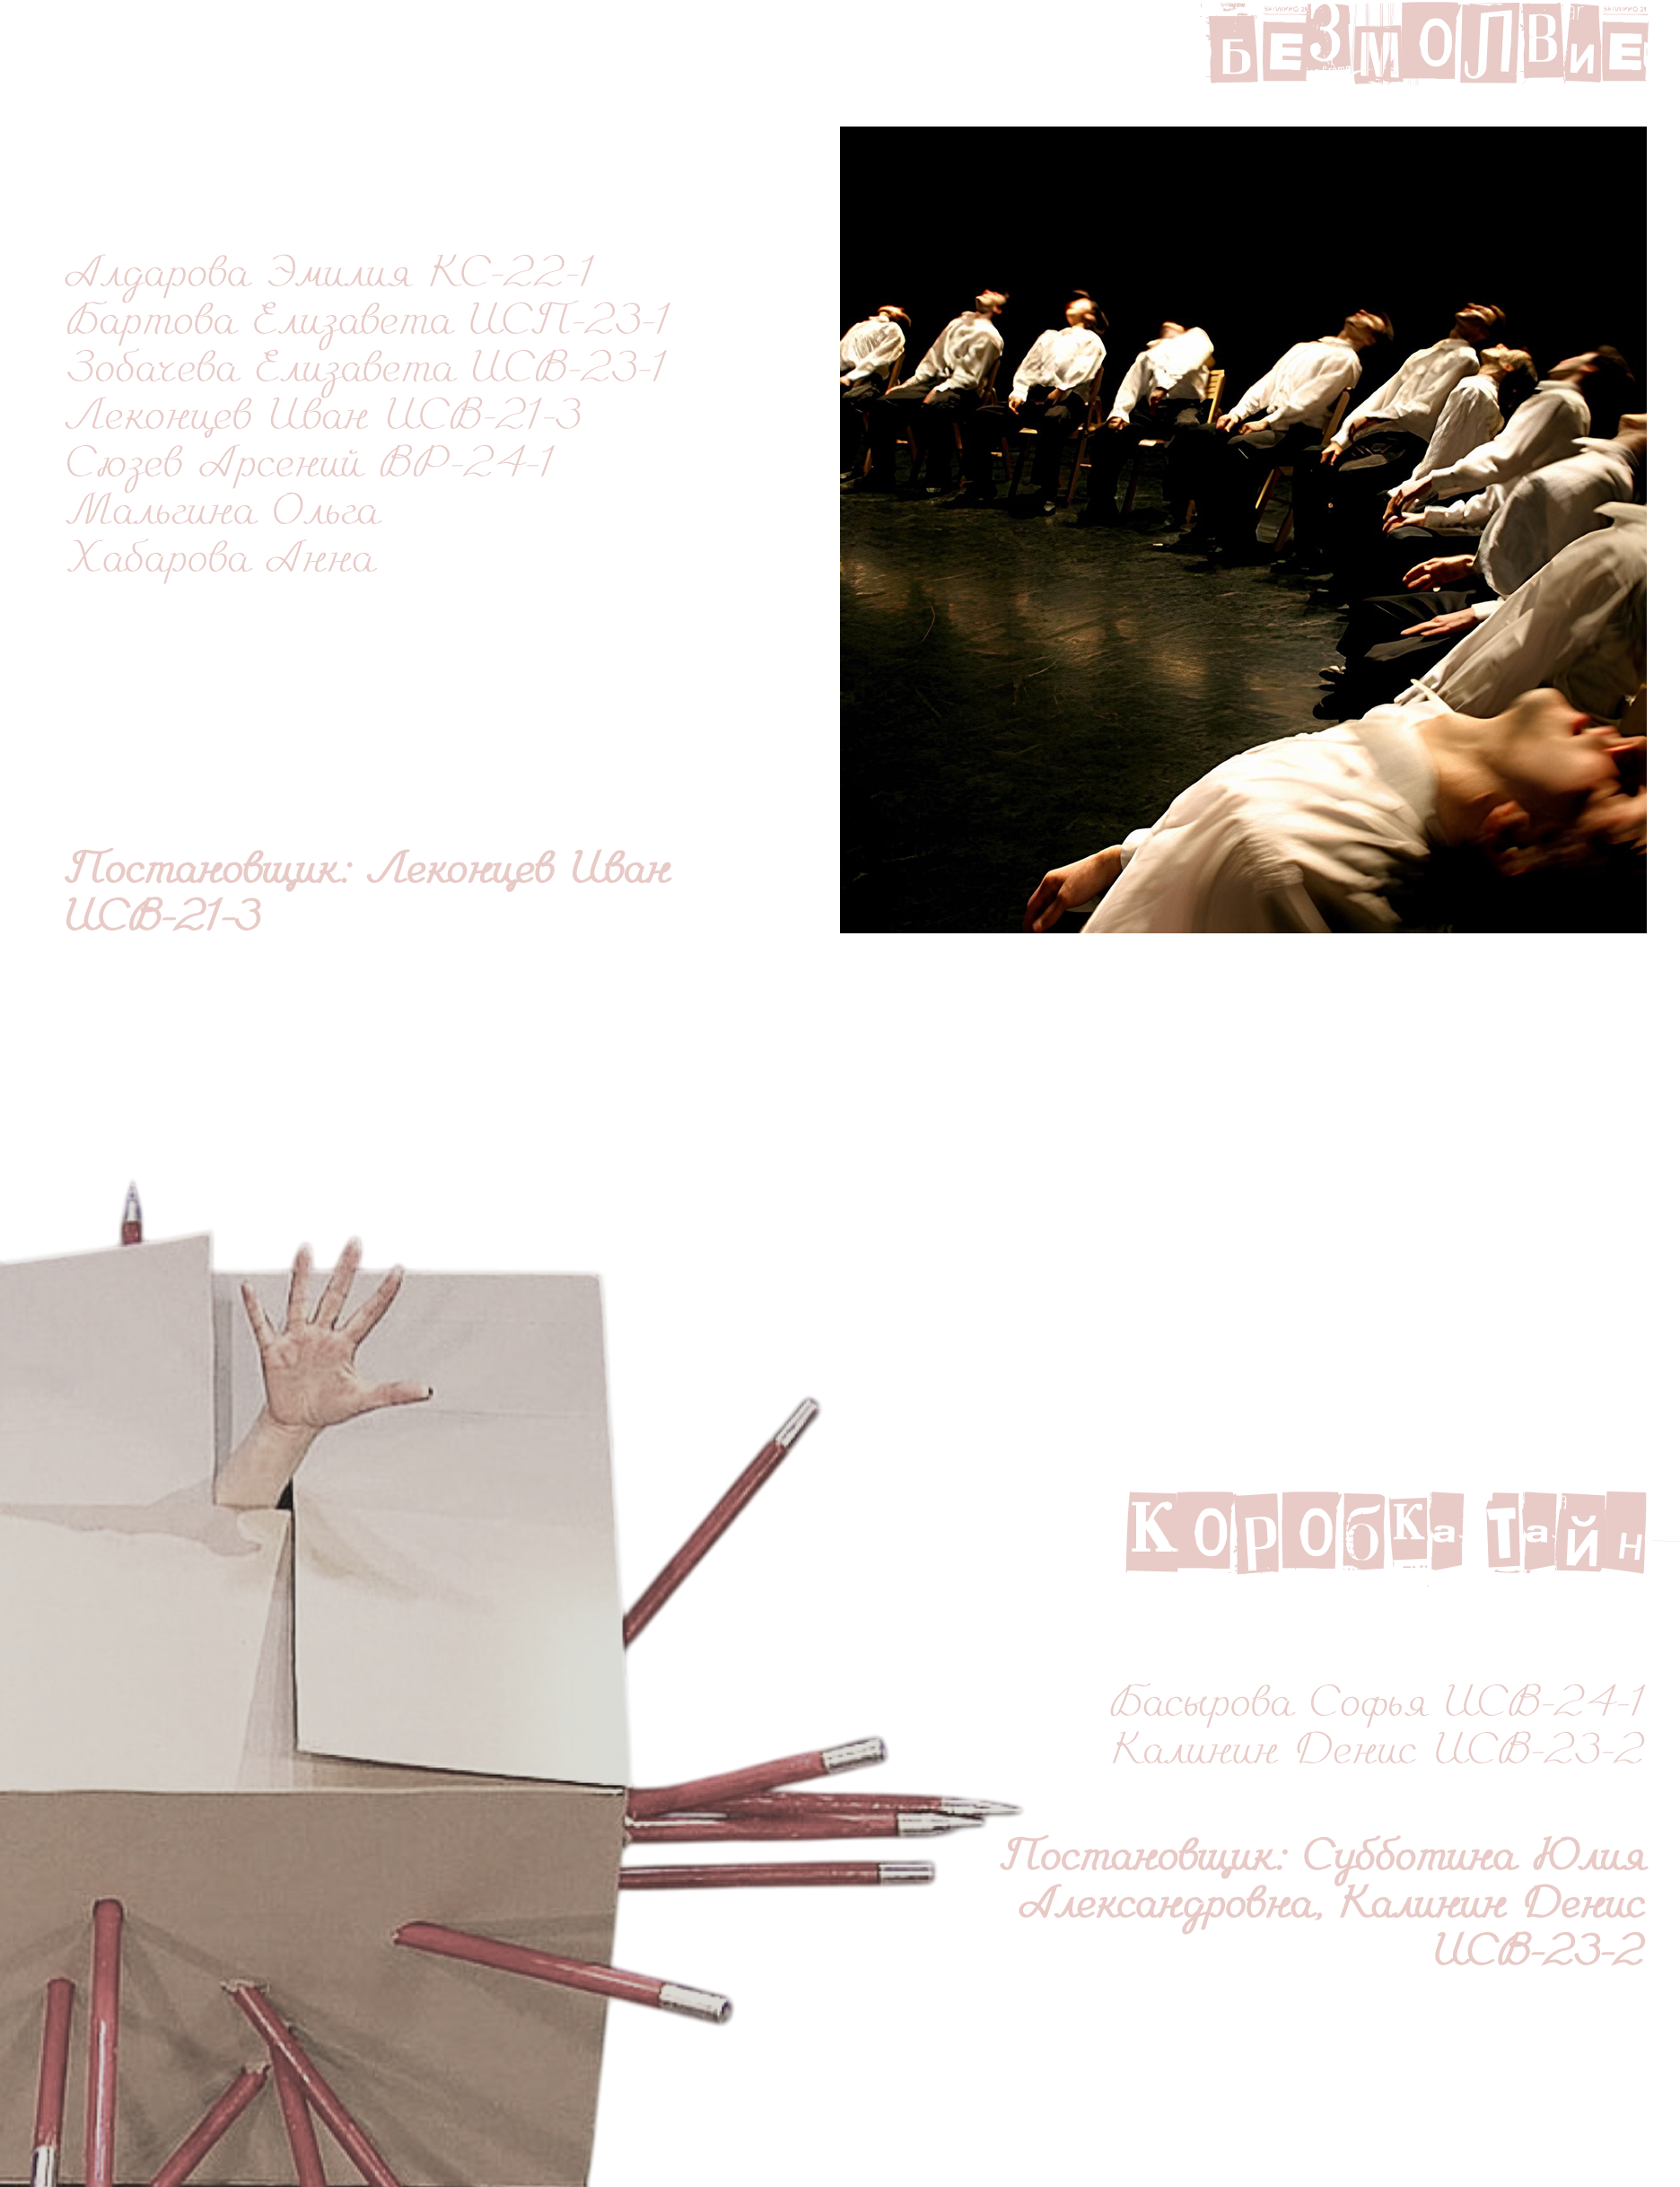 БЕЗМОЛВИЕ
Алдарова Эмилия КС-22-1
Бартова Елизавета ИСП-23-1
Зобачева Елизавета ИСВ-23-1
Леконцев Иван ИСВ-21-3
Сюзев Арсений ВР-24-1
Мальгина Ольга
Хабарова Анна
Постановщик: Леконцев Иван
ИСВ-21-3
Коробка тайн
Басырова Софья ИСВ-24-1
Калинин Денис ИСВ-23-2
Постановщик: Субботина Юлия
Александровна, Калинин Денис
ИСВ-23-2